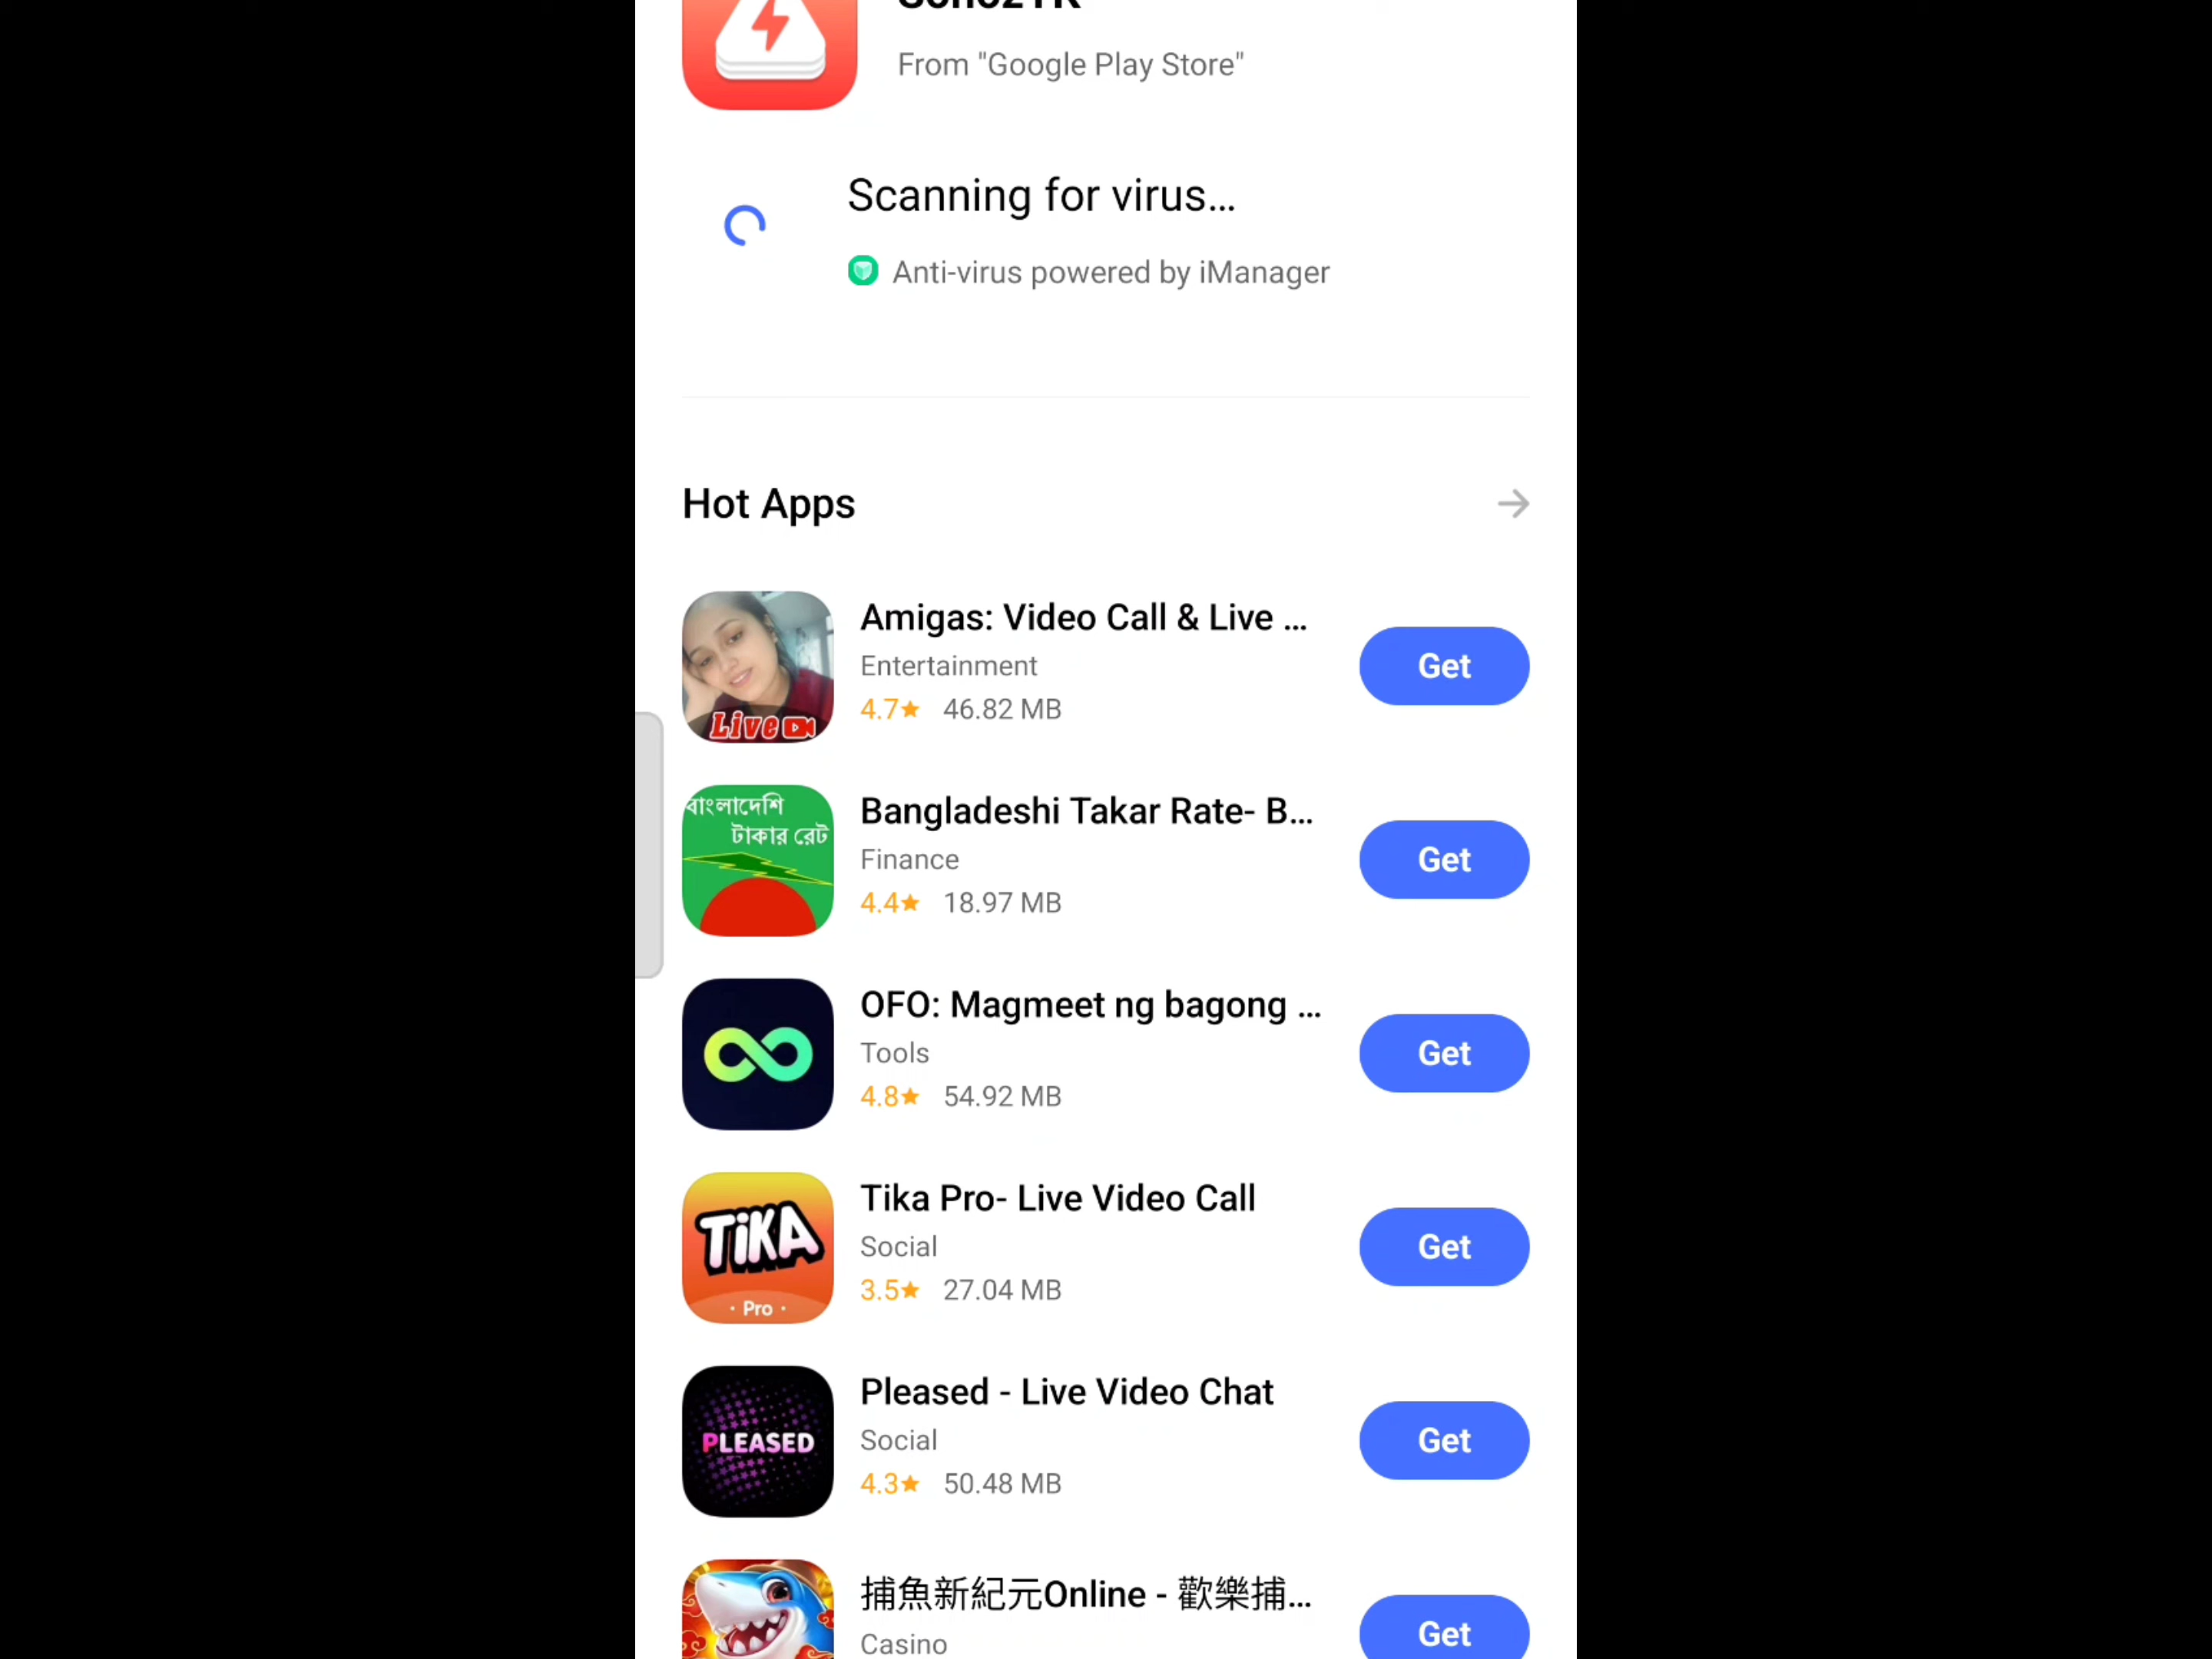 From "Google Play Store"
Scanning for virus...
Anti-virus powered by iManager
Hot Apps
Amigas: Video Call & Live ...
Entertainment
4.7★ 46.82 MB
Get
Live
বাংলাদেশি
টাকার রেট
Bangladeshi Takar Rate- B...
Finance
4.4★ 18.97 MB
Get
OFO: Magmeet ng bagong ...
Tools
4.8★ 54.92 MB
Get
TiKA
• Pro •
Tika Pro- Live Video Call
Social
3.5★ 27.04 MB
Get
PLEASED
Pleased - Live Video Chat
Social
4.3★ 50.48 MB
Get
捕魚新紀元Online - 歡樂捕...
Casino
Get